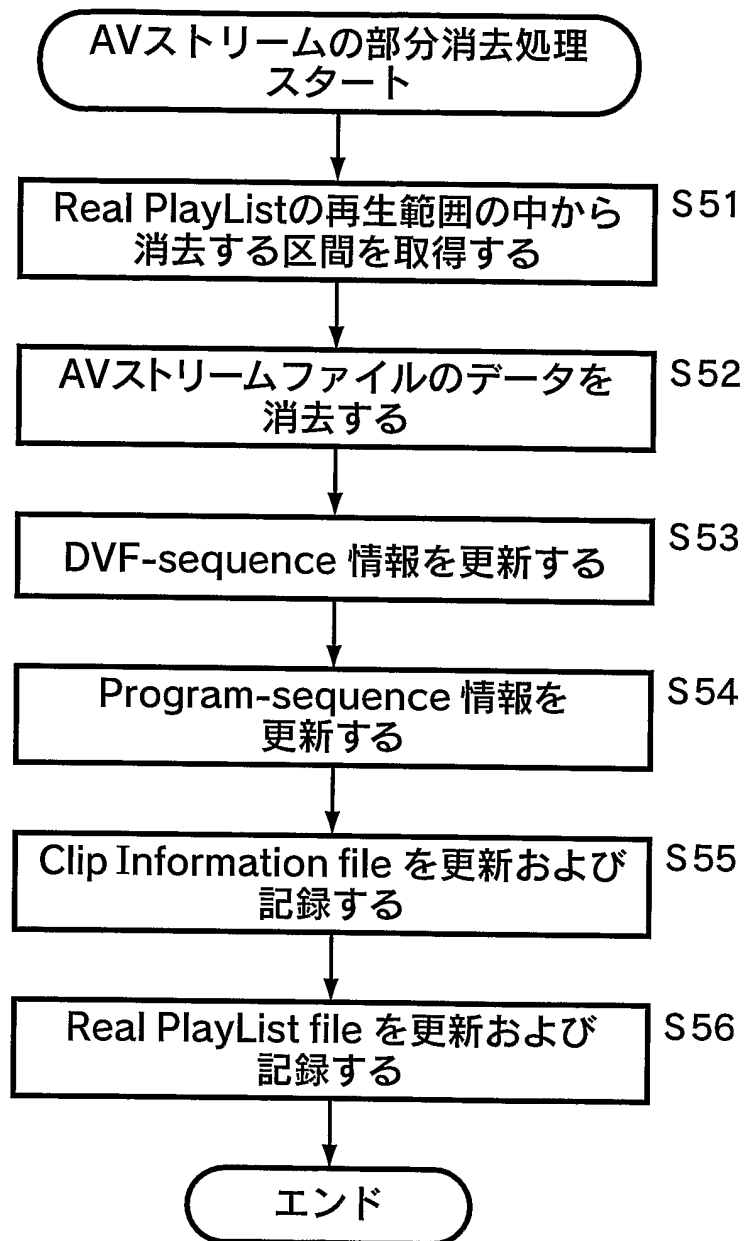 AVストリームの部分消去処理
スタート
Real PlayListの再生範囲の中から
消去する区間を取得する
S51
AVストリームファイルのデータを
消去する
S52
DVF-sequence 情報を更新する
S53
Program-sequence 情報を
更新する
S54
Clip Information file を更新および
記録する
S55
Real PlayList file を更新および
記録する
S56
エンド